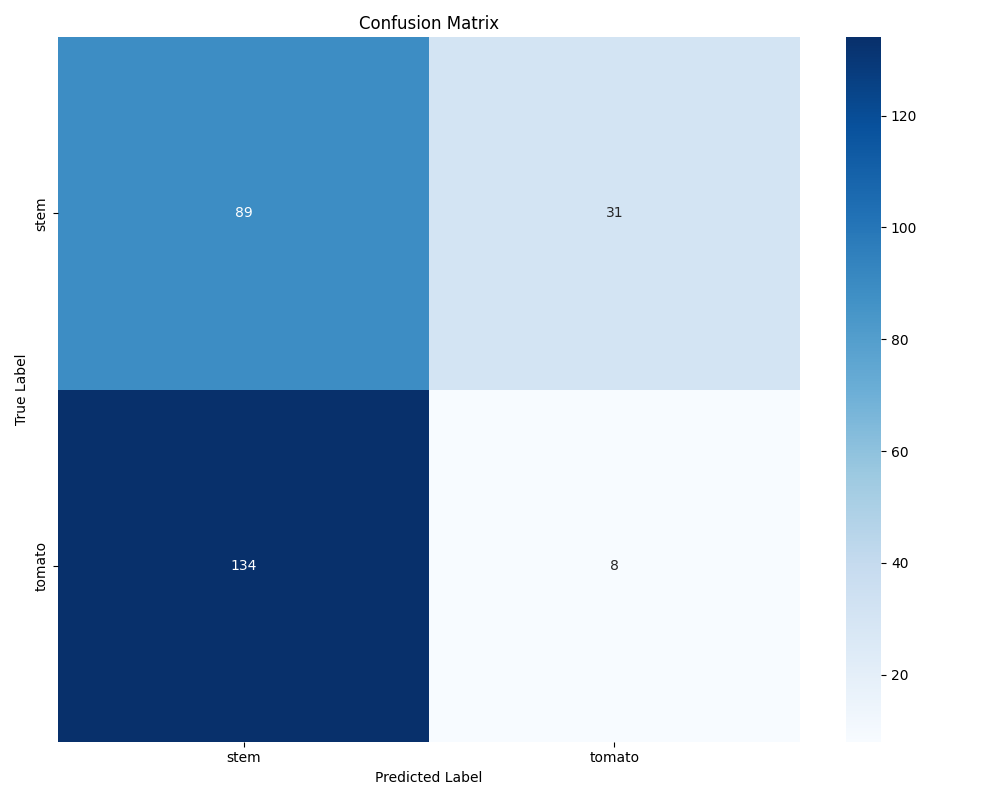 Confusion Matrix
True Label
stem
89
31
tomato
134
8
stem
tomato
Predicted Label
120
100
80
60
40
20